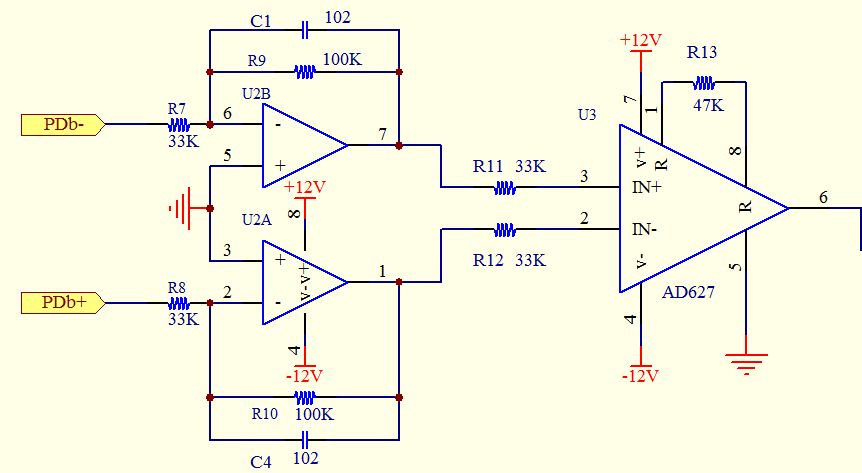 C1 102
R9 100K
+12V
R13
47K
U2B
U3
PDb-
R7
33K
6
-
5
+
7
7
1
v+
R
8
R11 33K
3
IN+
+12V
8
U2A
3
+
v-v+
2
-
1
R
6
2
IN-
R12 33K
v-
5
AD627
PDb+
R8
33K
4
-12V
4
-12V
R10 100K
C4 102